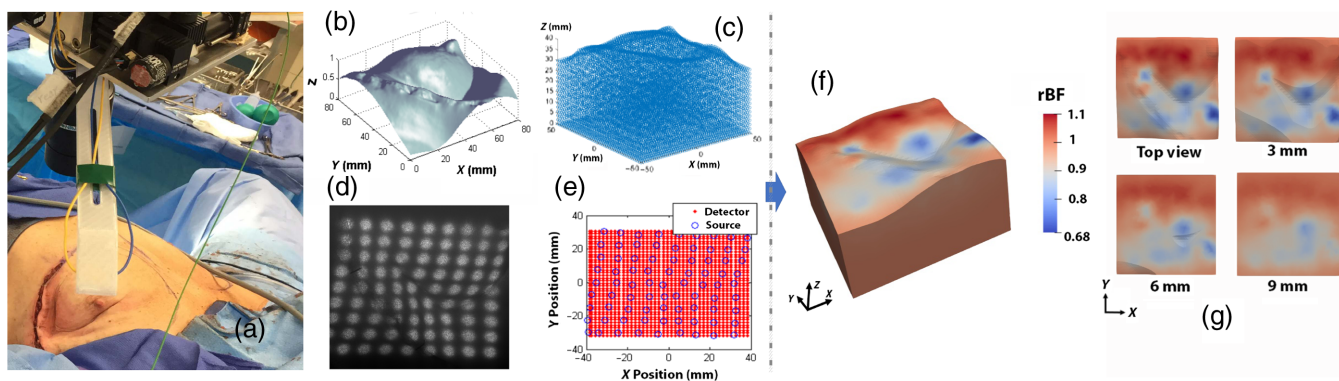 (a)
(b)
1
0.5
0
Z
80
60
40
20
0
Y (mm)
0
20
40
60
80
X (mm)
(c)
Z (mm)
40
35
30
25
20
15
10
5
0
50
0
-50
-50
0
50
Y (mm)
X (mm)
(d)
(e)
Detector
Source
40
20
0
-20
-40
Y Position (mm)
-40
-20
0
20
40
X Position (mm)
(f)
Z
Y
X
rBF
1.1
1
0.9
0.8
0.68
Top view
3 mm
6 mm
9 mm
Y
X
(g)